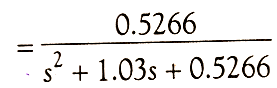 = 0.5266 / (s² + 1.03s + 0.5266)